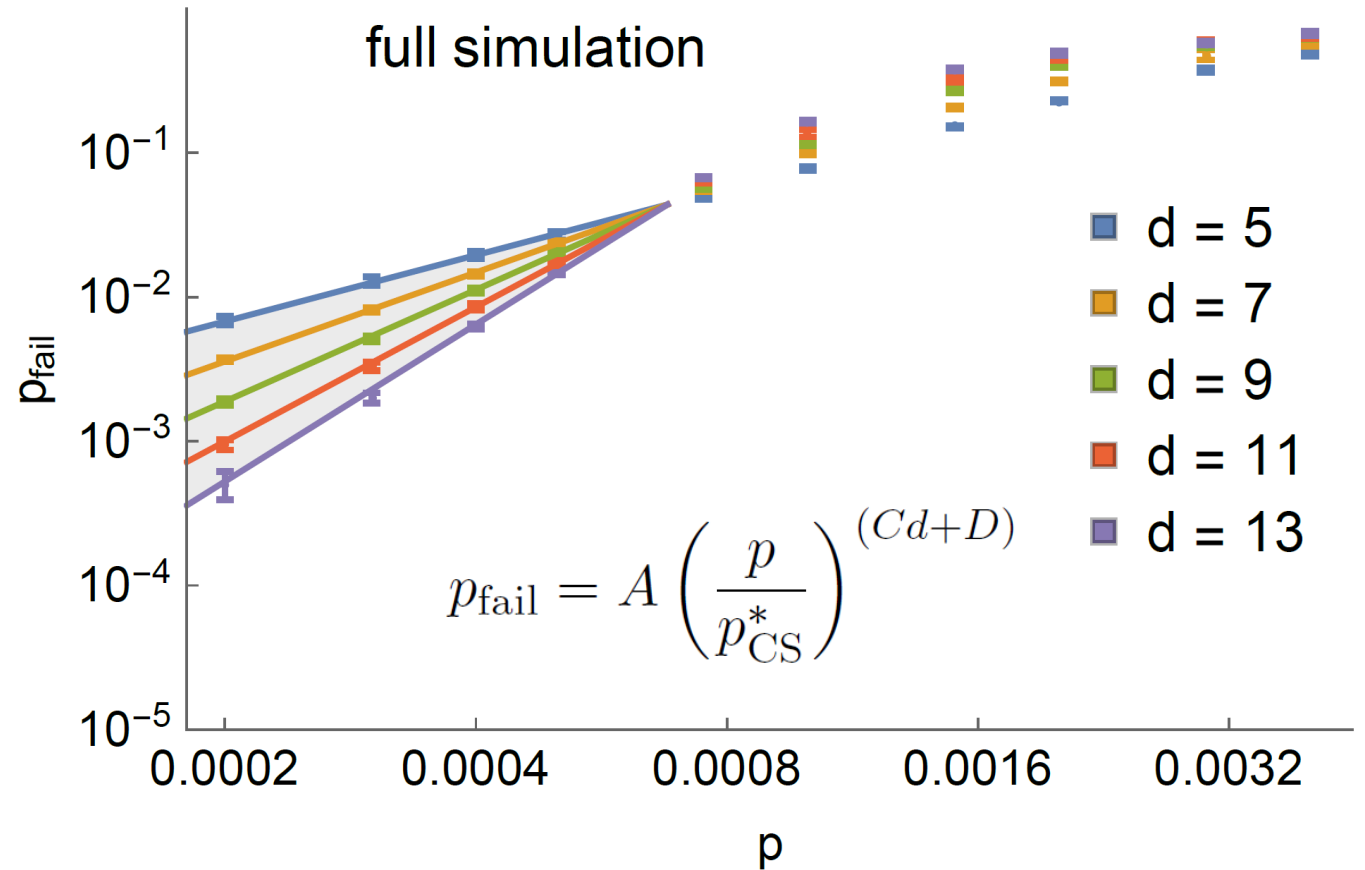 full simulation
10⁻¹
10⁻²
10⁻³
10⁻⁴
10⁻⁵
p_fail
d = 5
d = 7
d = 9
d = 11
d = 13
p_fail = A (p / p*_CS)^(Cd+D)
0.0002 0.0004 0.0008 0.0016 0.0032
p